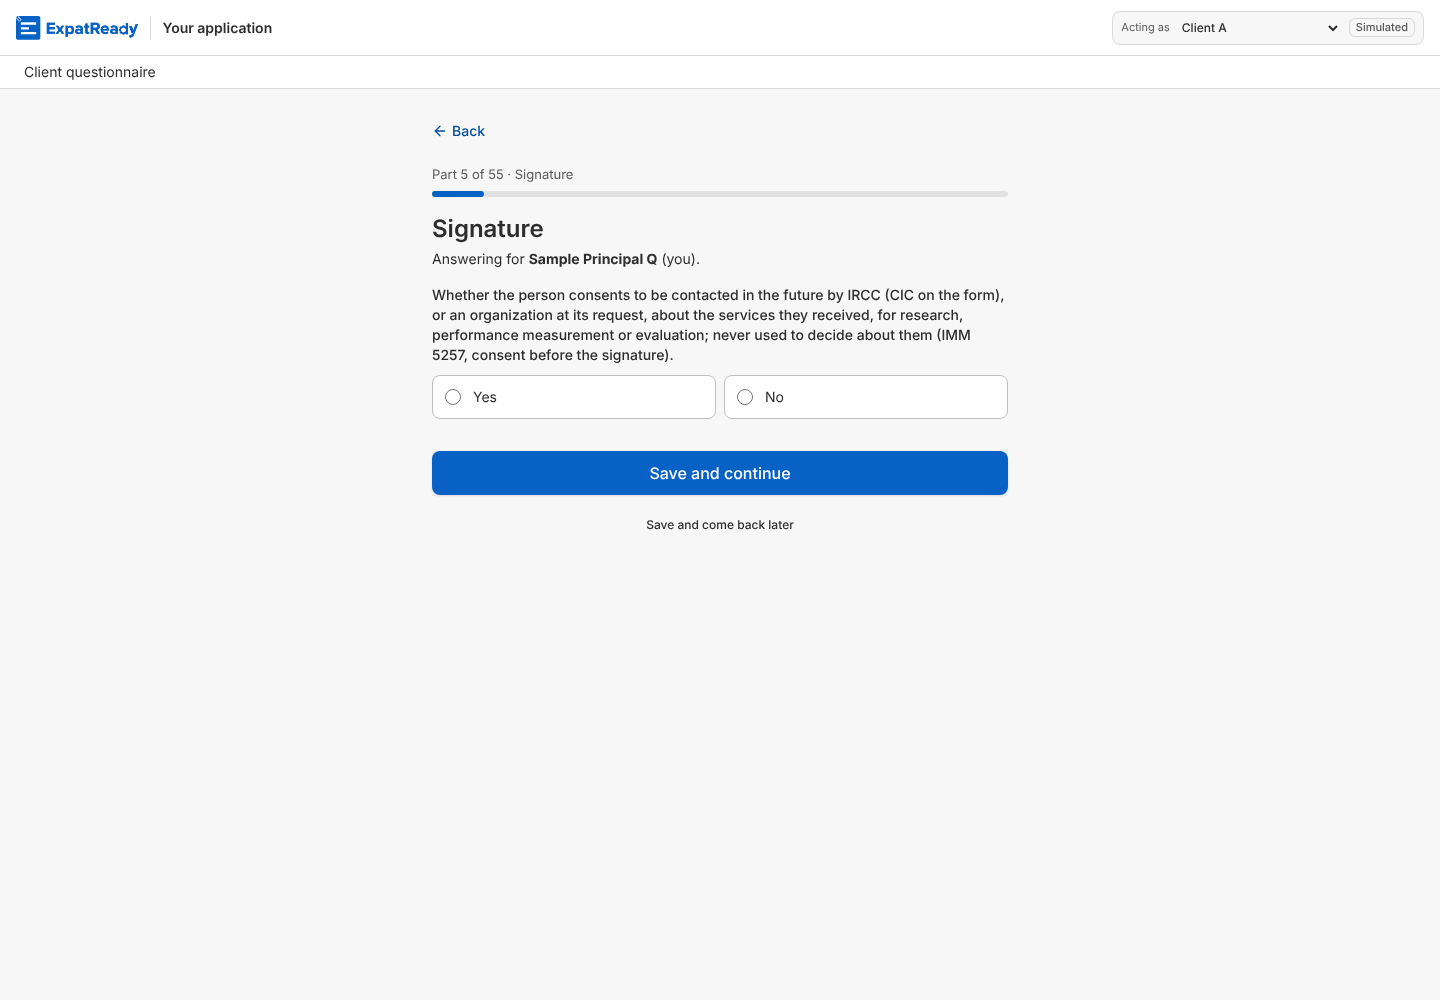 ExpatReady
Your application
Acting as
Client A
Simulated
Client questionnaire
Back
Part 5 of 55 · Signature
Signature
Answering for Sample Principal Q (you).
Whether the person consents to be contacted in the future by IRCC (CIC on the form),
or an organization at its request, about the services they received, for research,
performance measurement or evaluation; never used to decide about them (IMM
5257, consent before the signature).
Yes
No
Save and continue
Save and come back later